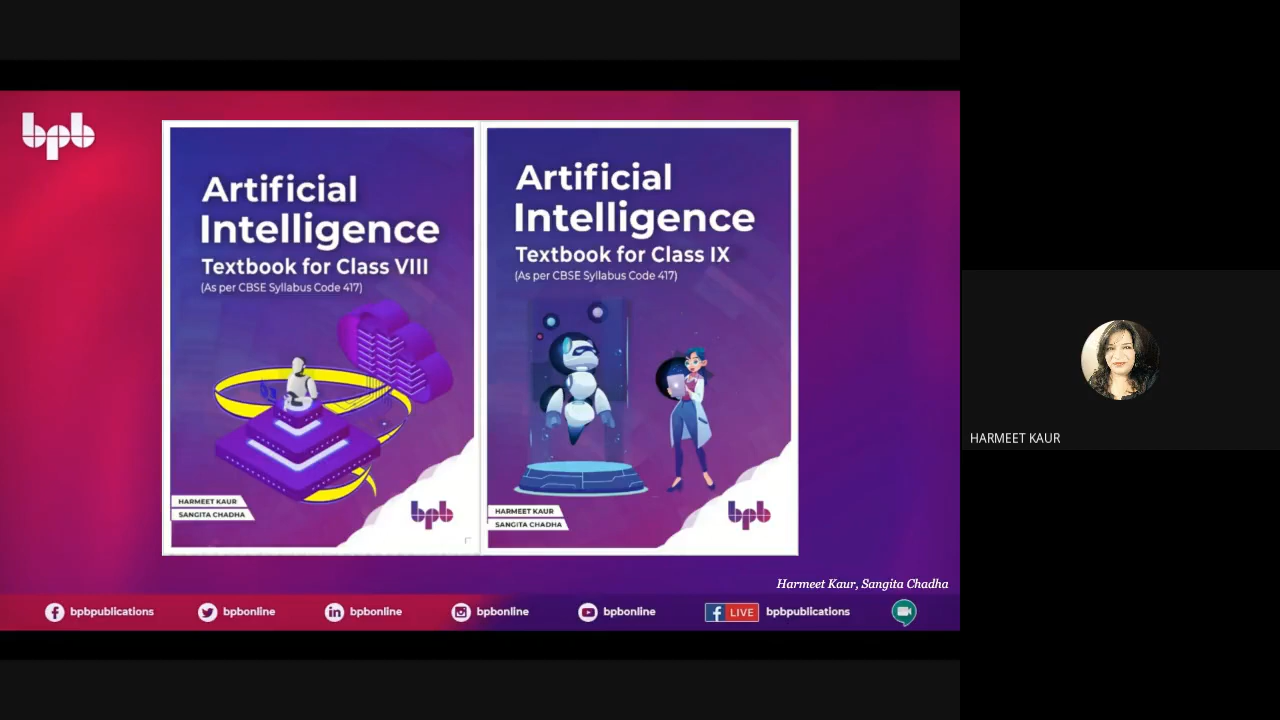 bpb
Artificial
Intelligence
Textbook for Class VIII
(As per CBSE Syllabus Code 417)
HARMEET KAUR
SANGITA CHADHA
bpb
Artificial
Intelligence
Textbook for Class IX
(As per CBSE Syllabus Code 417)
HARMEET KAUR
SANGITA CHADHA
bpb
Harmeet Kaur, Sangita Chadha
bpbpublications
bpbonline
bpbonline
bpbonline
bpbonline
LIVE
bpbpublications
HARMEET KAUR